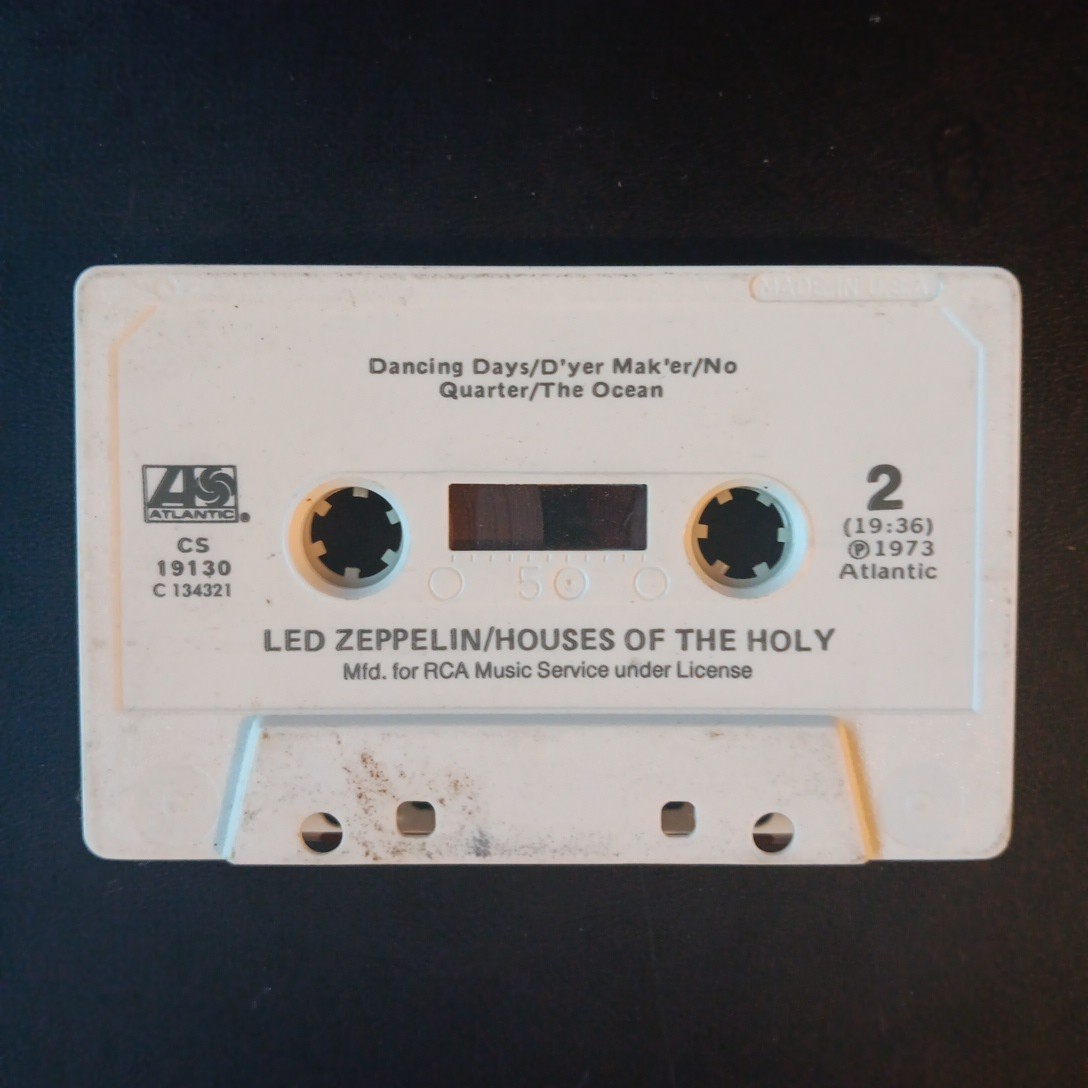 MADE IN U.S.A.
Dancing Days/D'yer Mak'er/No
Quarter/The Ocean
ATLANTIC®
CS
19130
C 134321
2
(19:36)
℗1973
Atlantic
50
LED ZEPPELIN/HOUSES OF THE HOLY
Mfd. for RCA Music Service under License